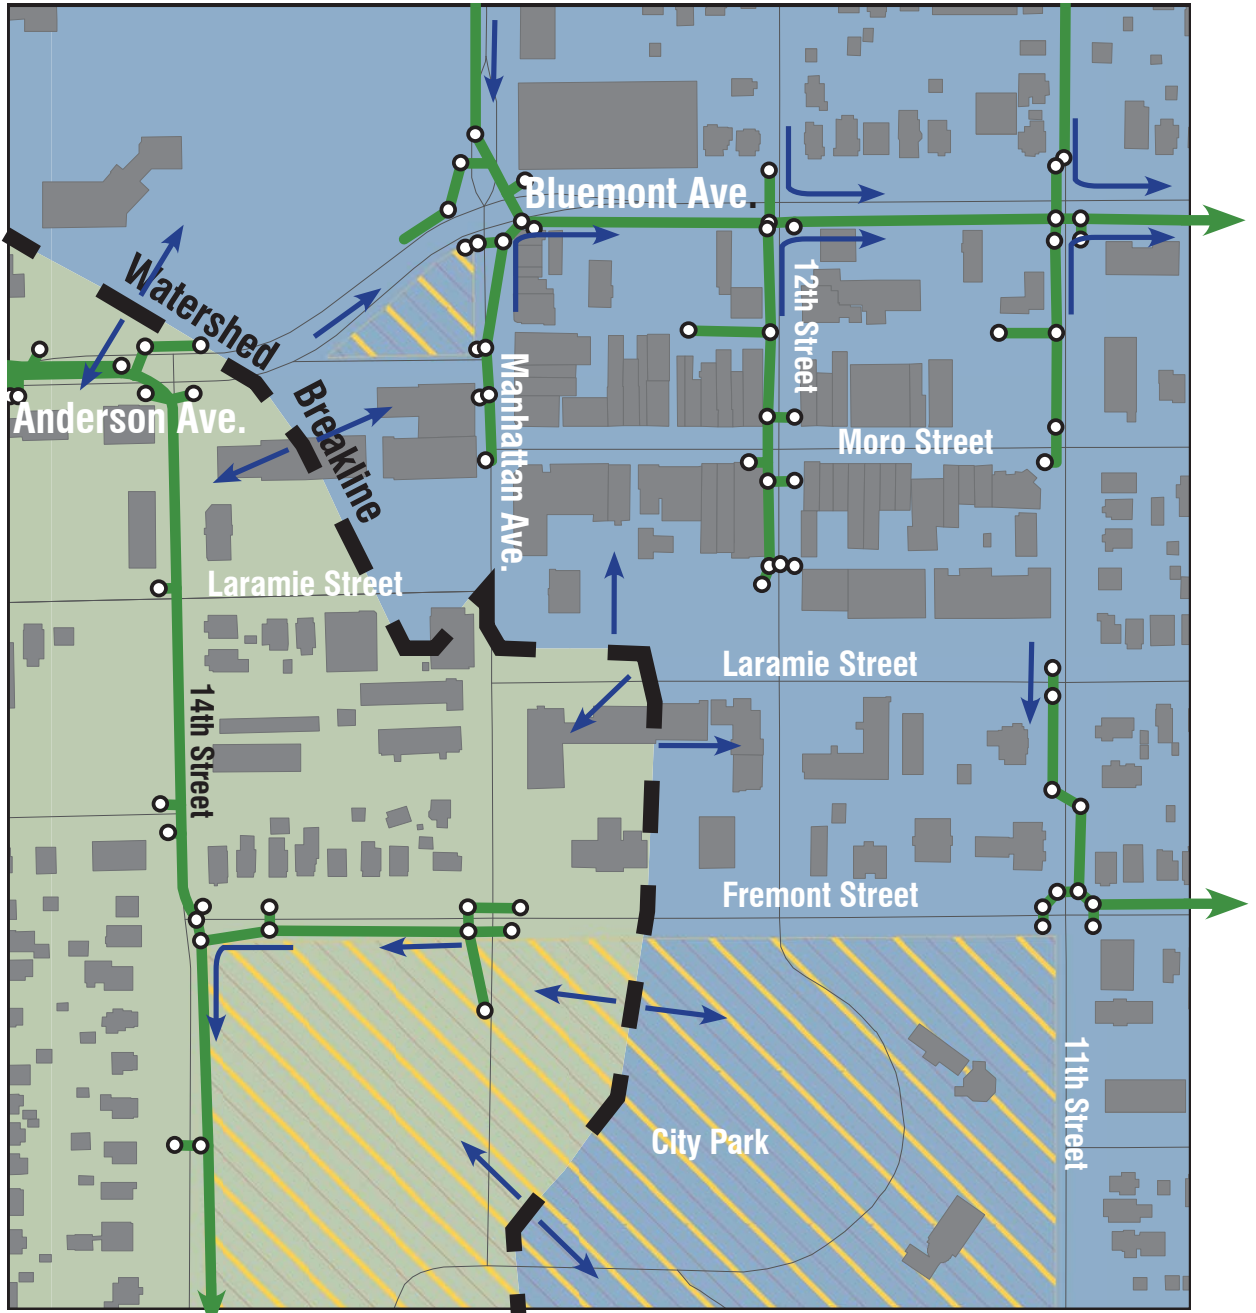 Bluemont Ave.
Watershed
Breakline
12th Street
Anderson Ave.
Manhattan Ave.
Moro Street
Laramie Street
Laramie Street
14th Street
Fremont Street
11th Street
City Park